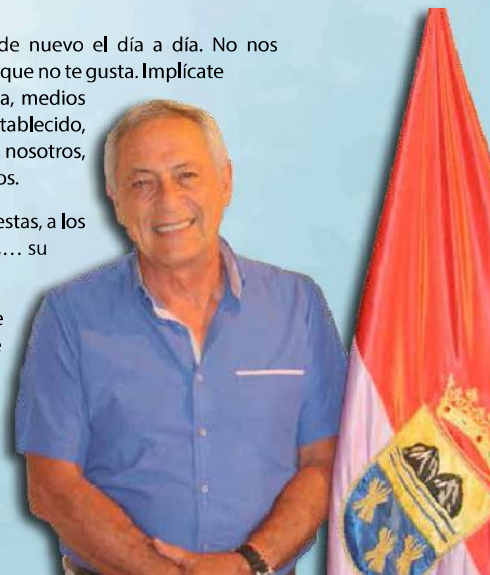 de nuevo el día a día. No nos
que no te gusta. Implícate
a, medios
tablecido,
nosotros,
os.
estas, a los
.… su
e
e